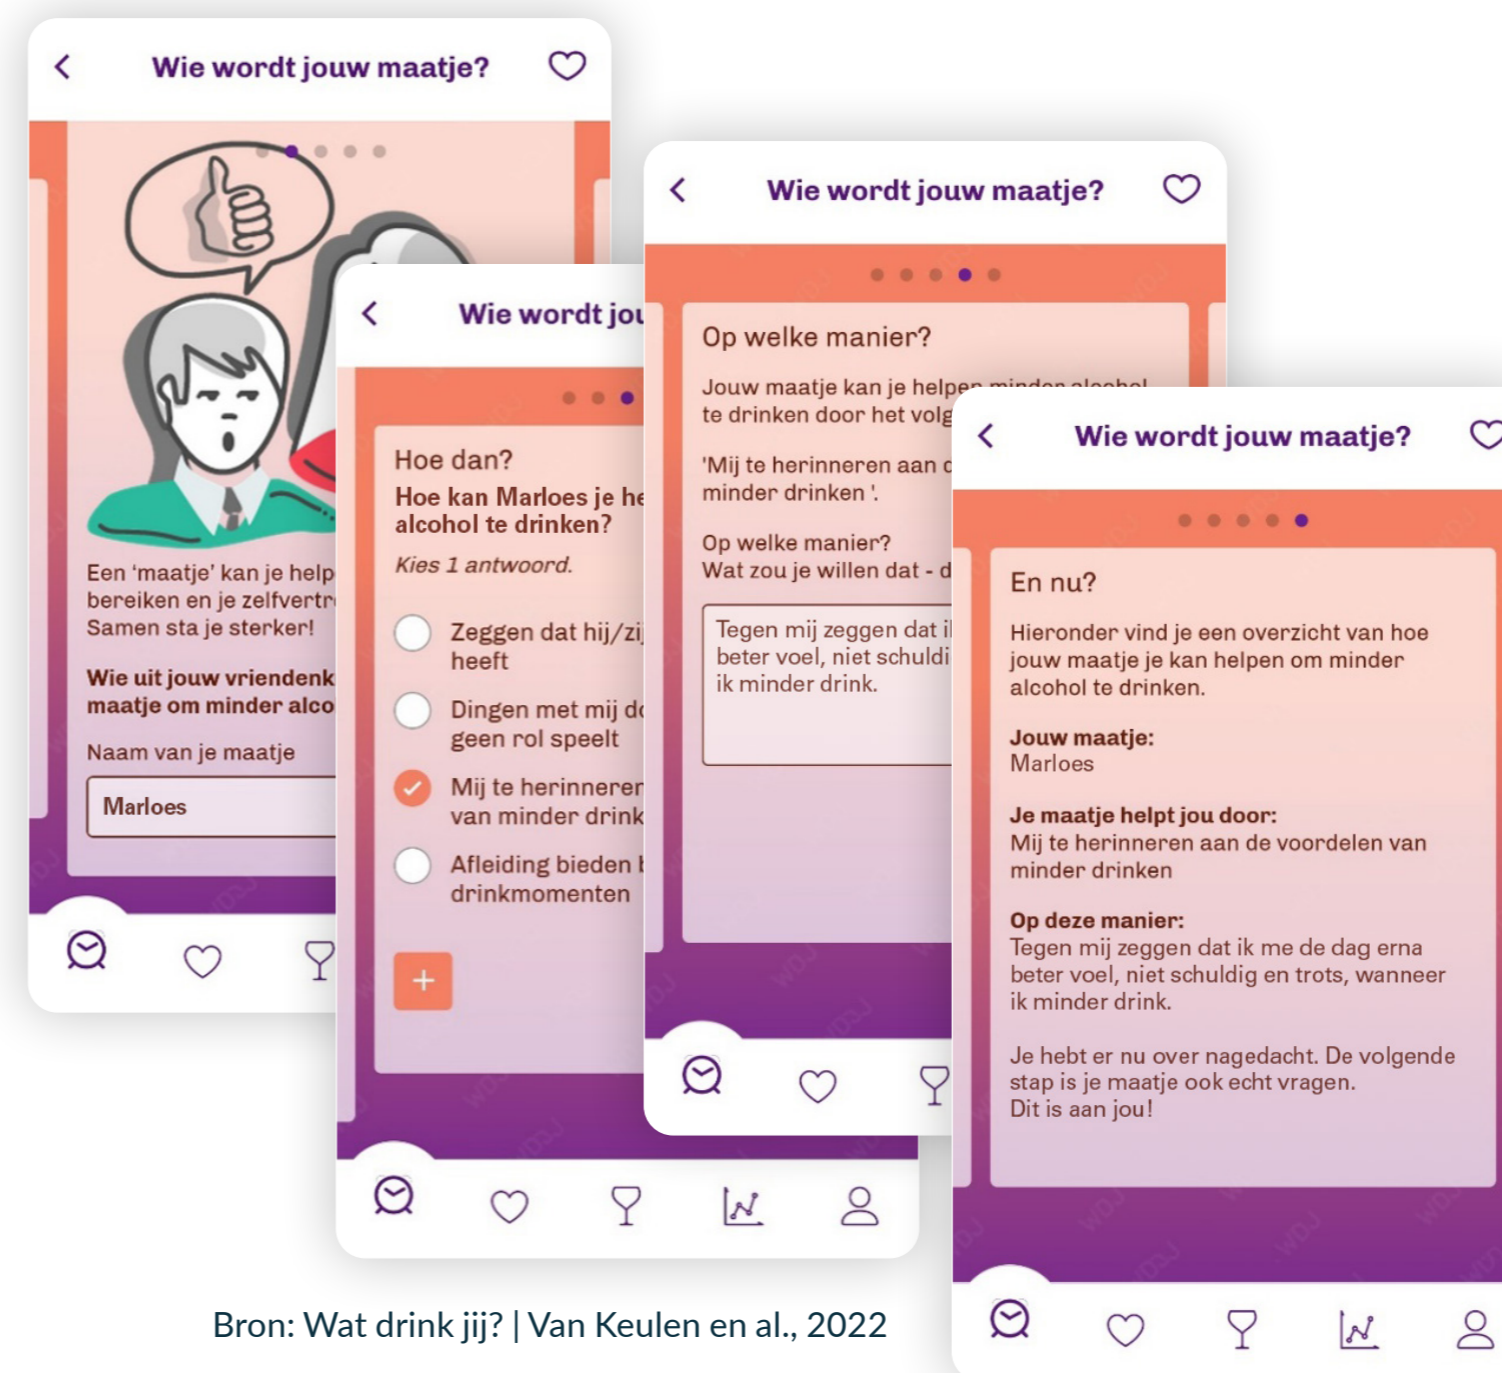 Wie wordt jouw maatje?
Een ‘maatje’ kan je help
bereiken en je zelfvertr
Samen sta je sterker!
Wie uit jouw vriendenk
maatje om minder alco
Naam van je maatje
Marloes
Wie wordt jou
Hoe dan?
Hoe kan Marloes je he
alcohol te drinken?
Kies 1 antwoord.
Zeggen dat hij/zij
heeft
Dingen met mij do
geen rol speelt
Mij te herinneren
van minder drink
Afleiding bieden
drinkmomenten
+
Wie wordt jouw maatje?
Op welke manier?
Jouw maatje kan je helpen minder alcohol
te drinken door het volg
'Mij te herinneren aan d
minder drinken '.
Op welke manier?
Wat zou je willen dat - d
Tegen mij zeggen dat ik
beter voel, niet schuldi
ik minder drink.
Wie wordt jouw maatje?
En nu?
Hieronder vind je een overzicht van hoe
jouw maatje je kan helpen om minder
alcohol te drinken.
Jouw maatje:
Marloes
Je maatje helpt jou door:
Mij te herinneren aan de voordelen van
minder drinken
Op deze manier:
Tegen mij zeggen dat ik me de dag erna
beter voel, niet schuldig en trots, wanneer
ik minder drink.
Je hebt er nu over nagedacht. De volgende
stap is je maatje ook echt vragen.
Dit is aan jou!
Bron: Wat drink jij? | Van Keulen en al., 2022